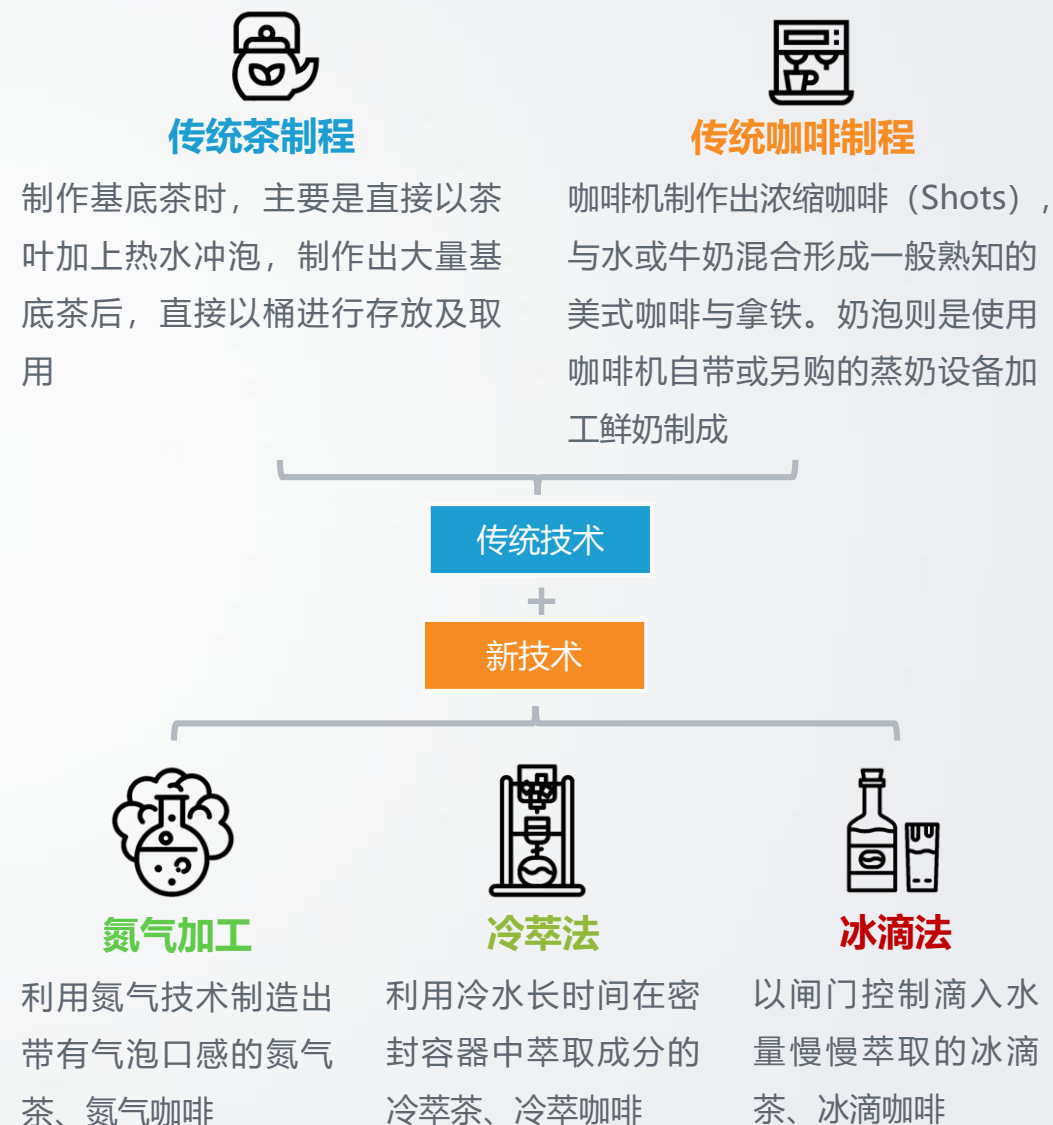 传统茶制程
制作基底茶时，主要是直接以茶
叶加上热水冲泡，制作出大量基
底茶后，直接以桶进行存放及取
用
传统咖啡制程
咖啡机制作出浓缩咖啡（Shots），
与水或牛奶混合形成一般熟知的
美式咖啡与拿铁。奶泡则是使用
咖啡机自带或另购的蒸奶设备加
工鲜奶制成
传统技术
+
新技术
氮气加工
利用氮气技术制造出
带有气泡口感的氮气
茶、氮气咖啡
冷萃法
利用冷水长时间在密
封容器中萃取成分的
冷萃茶、冷萃咖啡
冰滴法
以闸门控制滴入水
量慢慢萃取的冰滴
茶、冰滴咖啡